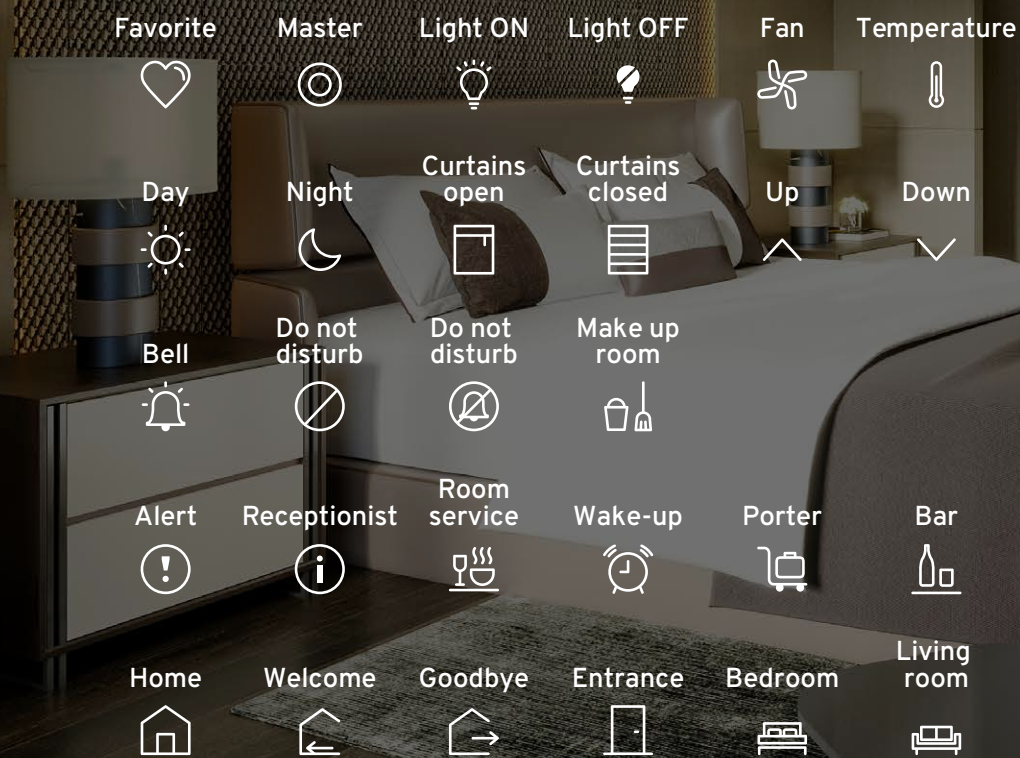 Favorite Master Light ON Light OFF Fan Temperature
Day Night Curtains open Curtains closed Up Down
Bell Do not disturb Do not disturb Make up room
Alert Receptionist Room service Wake-up Porter Bar
Home Welcome Goodbye Entrance Bedroom Living room